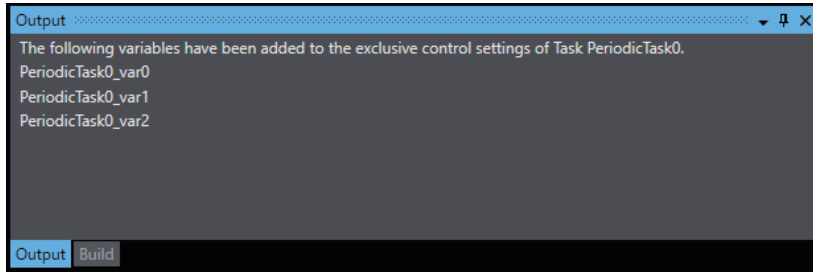 Output
The following variables have been added to the exclusive control settings of Task PeriodicTask0.
PeriodicTask0_var0
PeriodicTask0_var1
PeriodicTask0_var2
Output Build